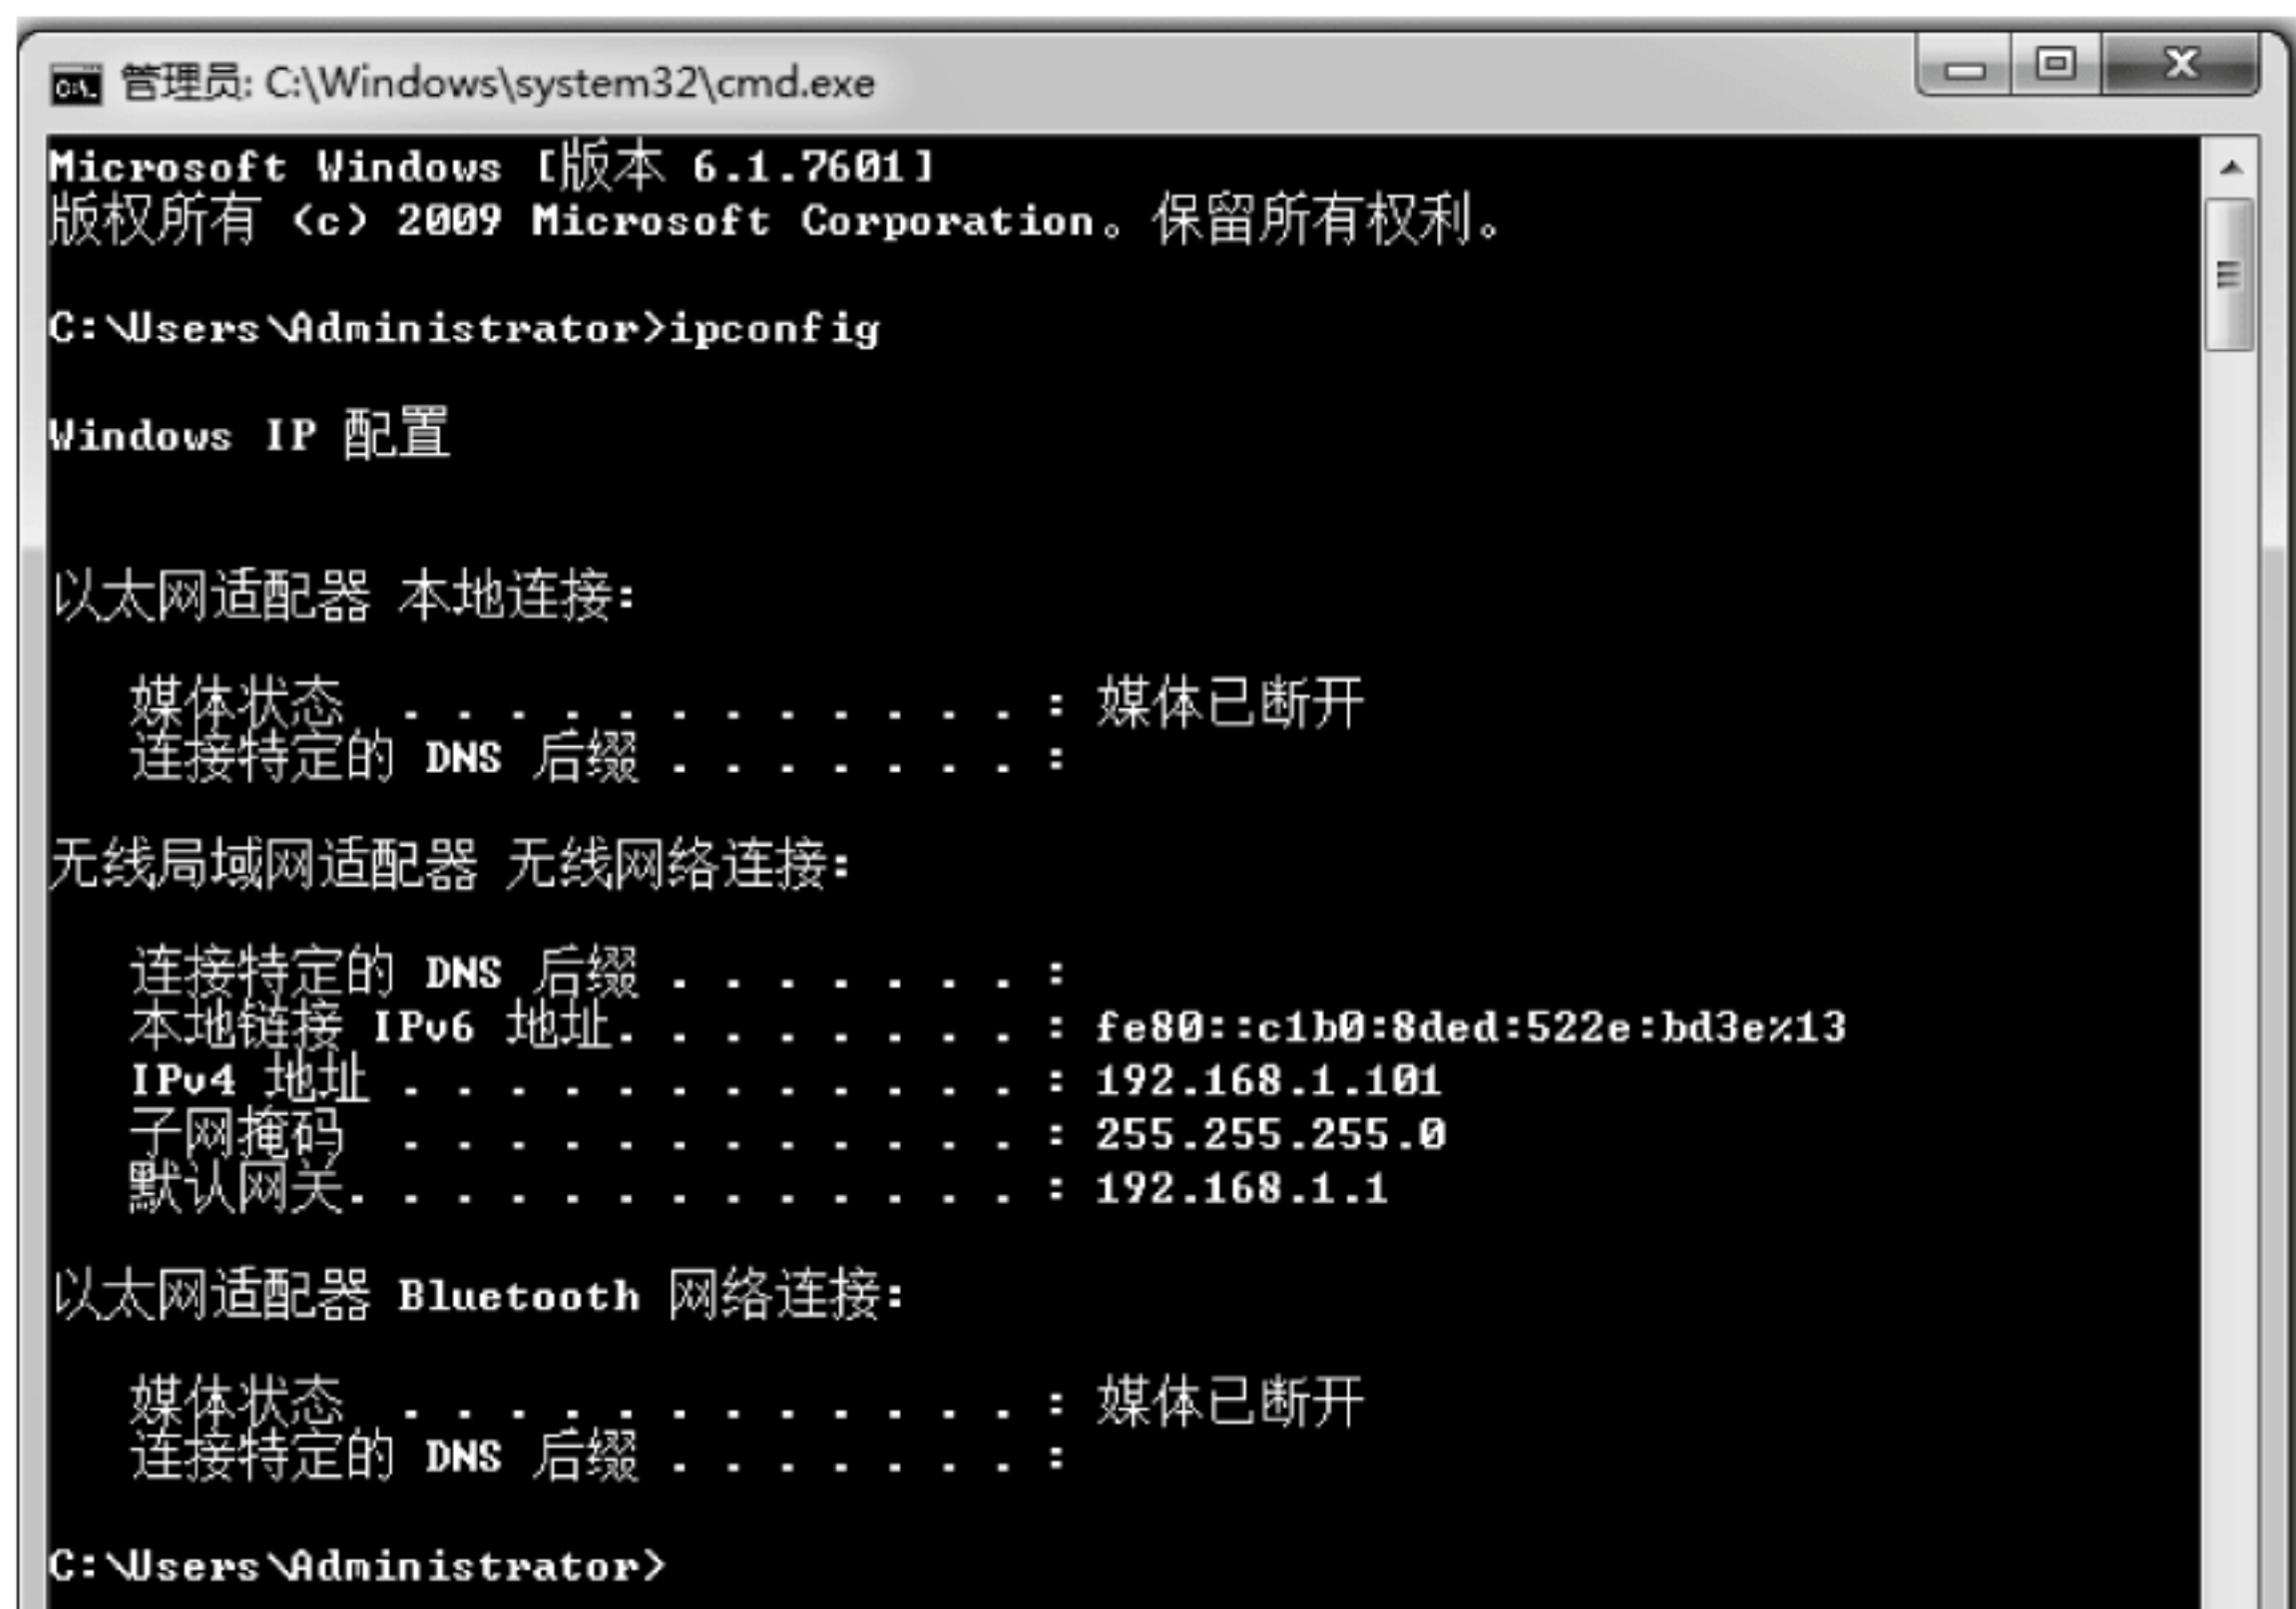 管理员: C:\Windows\system32\cmd.exe
Microsoft Windows [版本 6.1.7601]
版权所有 (c) 2009 Microsoft Corporation。保留所有权利。
C:\Users\Administrator>ipconfig
Windows IP 配置
以太网适配器 本地连接:
媒体状态  . . . . . . . . . . . . : 媒体已断开
连接特定的 DNS 后缀 . . . . . . . :
无线局域网适配器 无线网络连接:
连接特定的 DNS 后缀 . . . . . . . :
本地链接 IPv6 地址. . . . . . . . : fe80::c1b0:8ded:522e:bd3e%13
IPv4 地址 . . . . . . . . . . . . : 192.168.1.101
子网掩码  . . . . . . . . . . . . : 255.255.255.0
默认网关. . . . . . . . . . . . . : 192.168.1.1
以太网适配器 Bluetooth 网络连接:
媒体状态  . . . . . . . . . . . . : 媒体已断开
连接特定的 DNS 后缀 . . . . . . . :
C:\Users\Administrator>